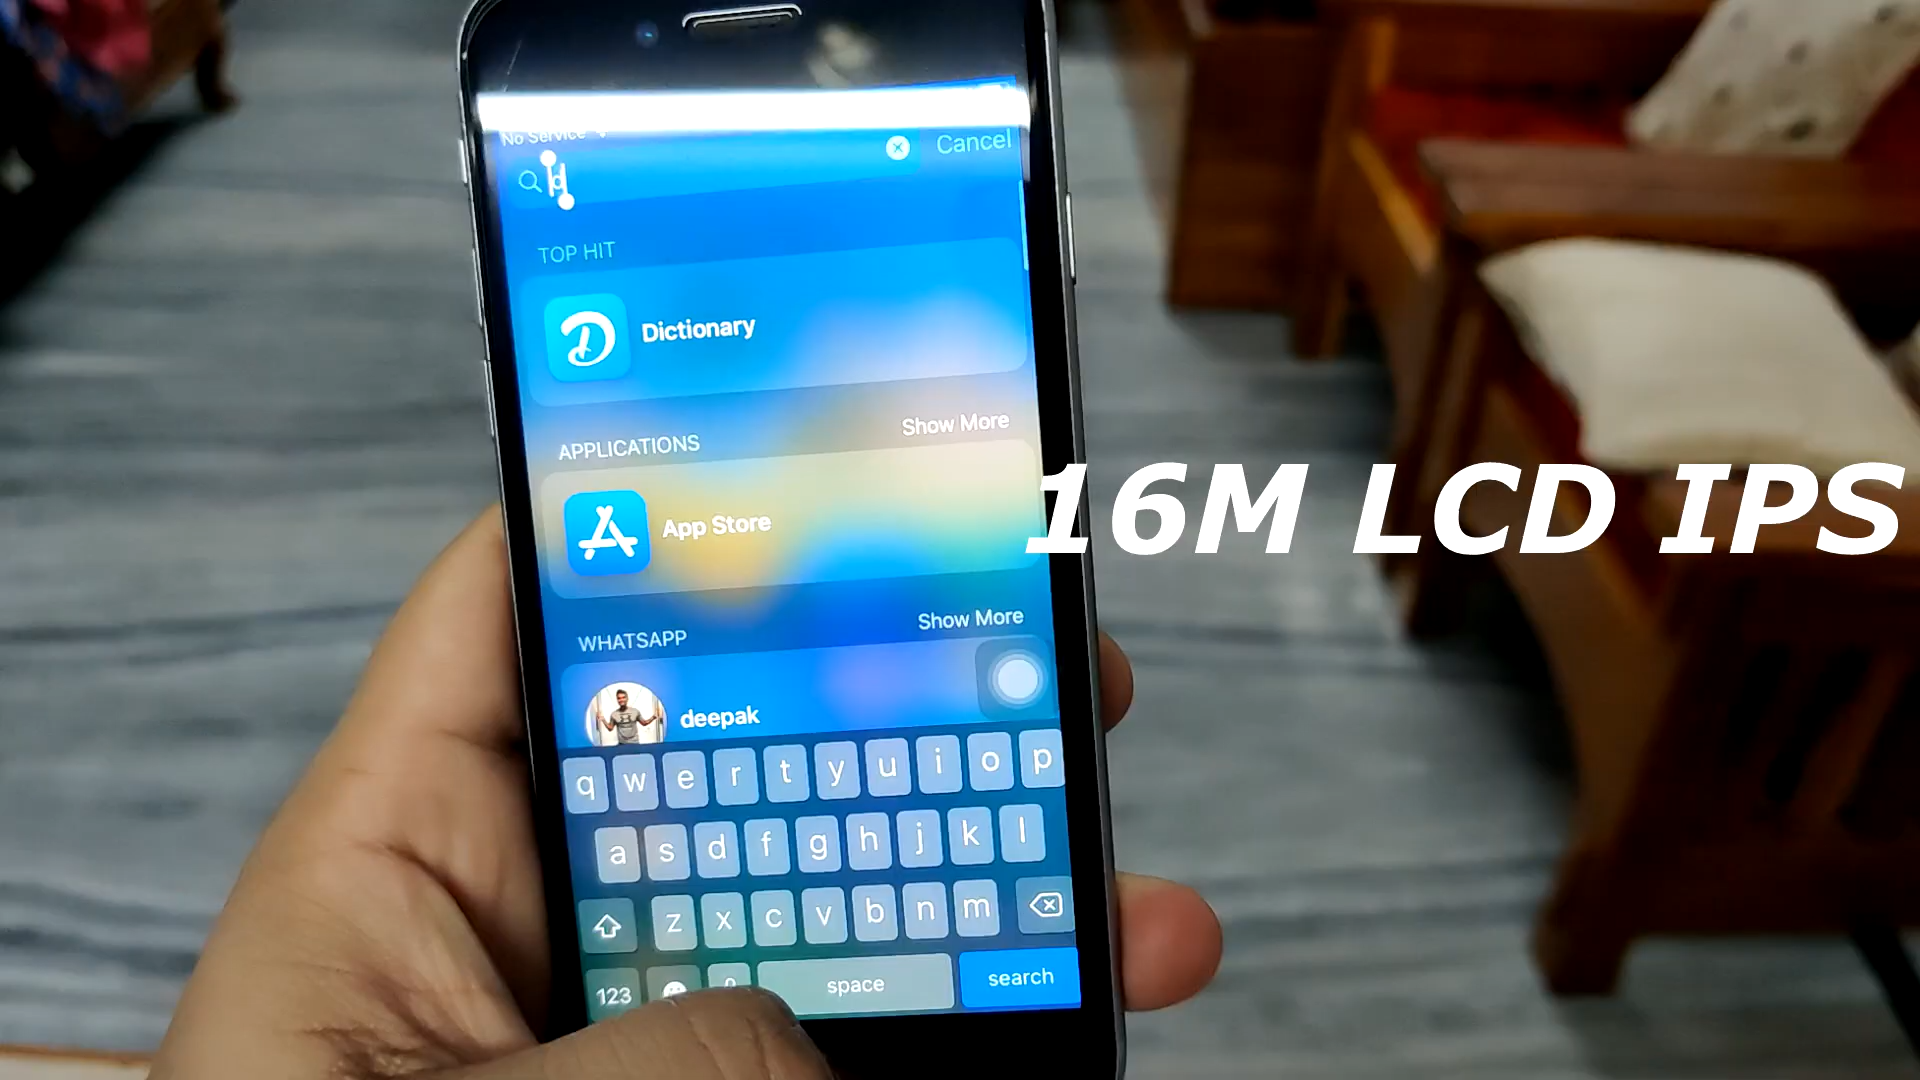 No Service
Cancel
d
TOP HIT
Dictionary
APPLICATIONS
Show More
App Store
16M LCD IPS
WHATSAPP
Show More
deepak
q w e r t y u i o p
a s d f g h j k l
z x c v b n m
123
space
search